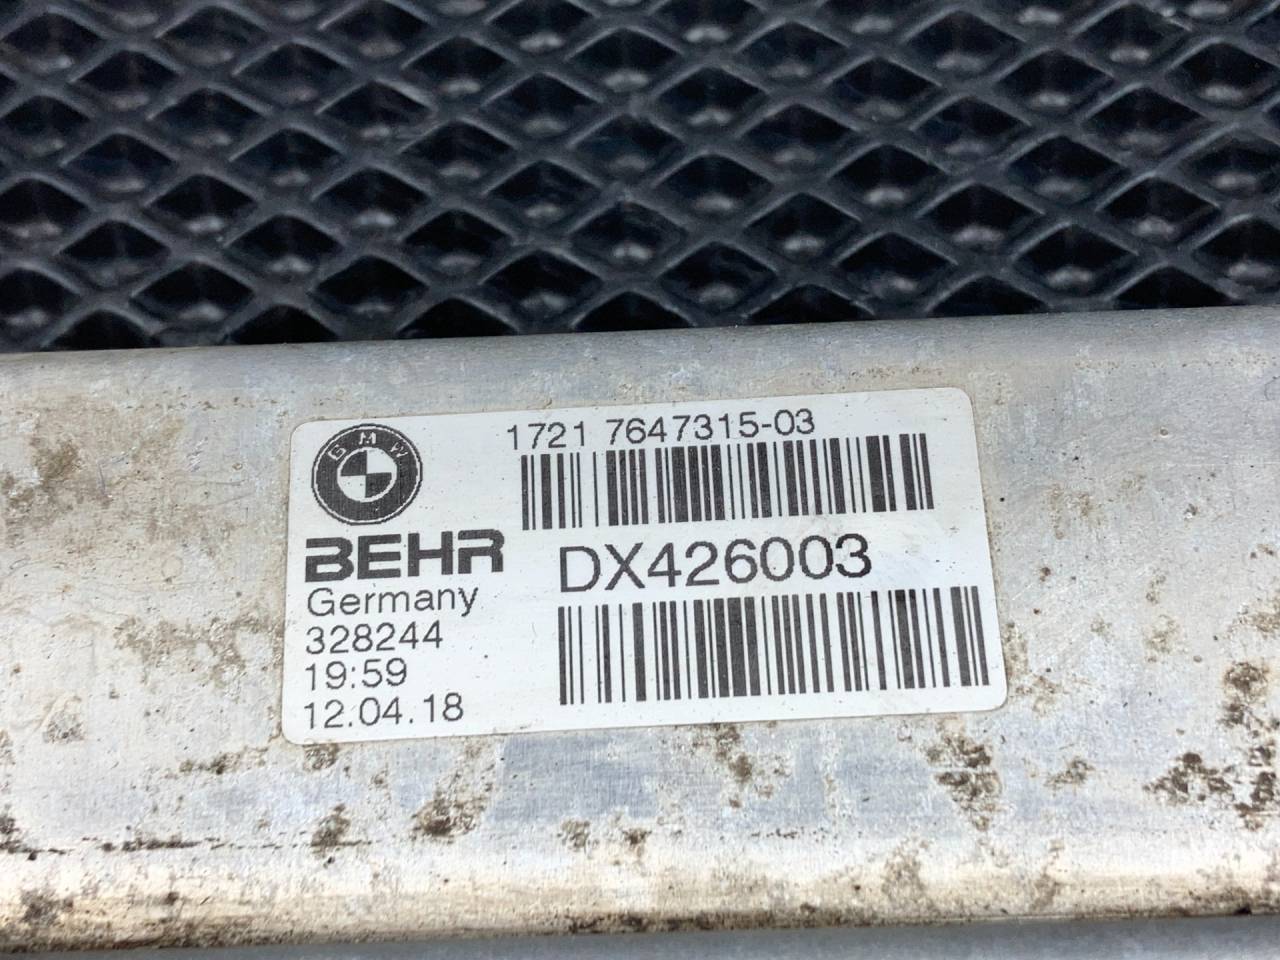 1721 7647315-03
BMW
BEHR
DX426003
Germany
328244
19:59
12.04.18